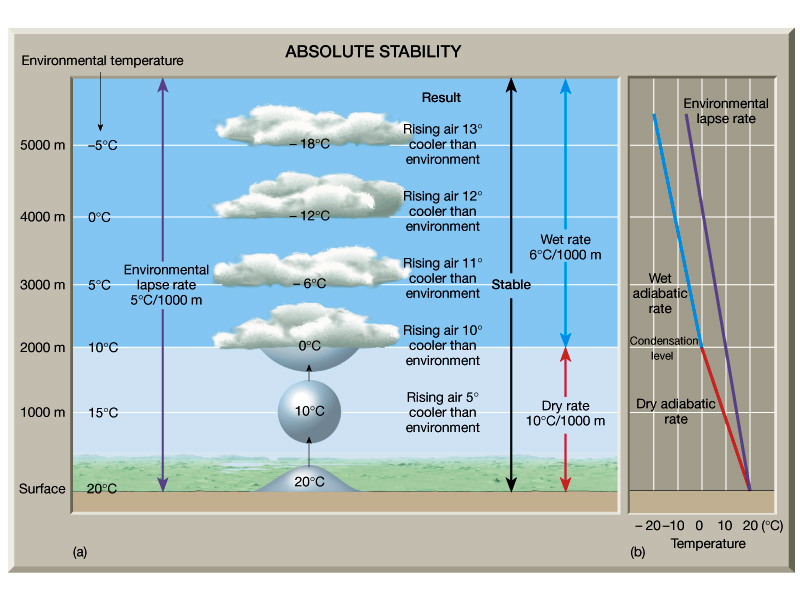 ABSOLUTE STABILITY
Environmental temperature
Result
5000 m
–5°C
– 18°C
Rising air 13°
cooler than
environment
4000 m
0°C
– 12°C
Rising air 12°
cooler than
environment
3000 m
5°C
Environmental
lapse rate
5°C/1000 m
– 6°C
Rising air 11°
cooler than
environment
Stable
Wet rate
6°C/1000 m
2000 m
10°C
0°C
Rising air 10°
cooler than
environment
1000 m
15°C
10°C
Rising air 5°
cooler than
environment
Dry rate
10°C/1000 m
Surface
20°C
20°C
(a)
Environmental
lapse rate
Wet
adiabatic
rate
Condensation
level
Dry adiabatic
rate
– 20 –10 0 10 20 (°C)
Temperature
(b)